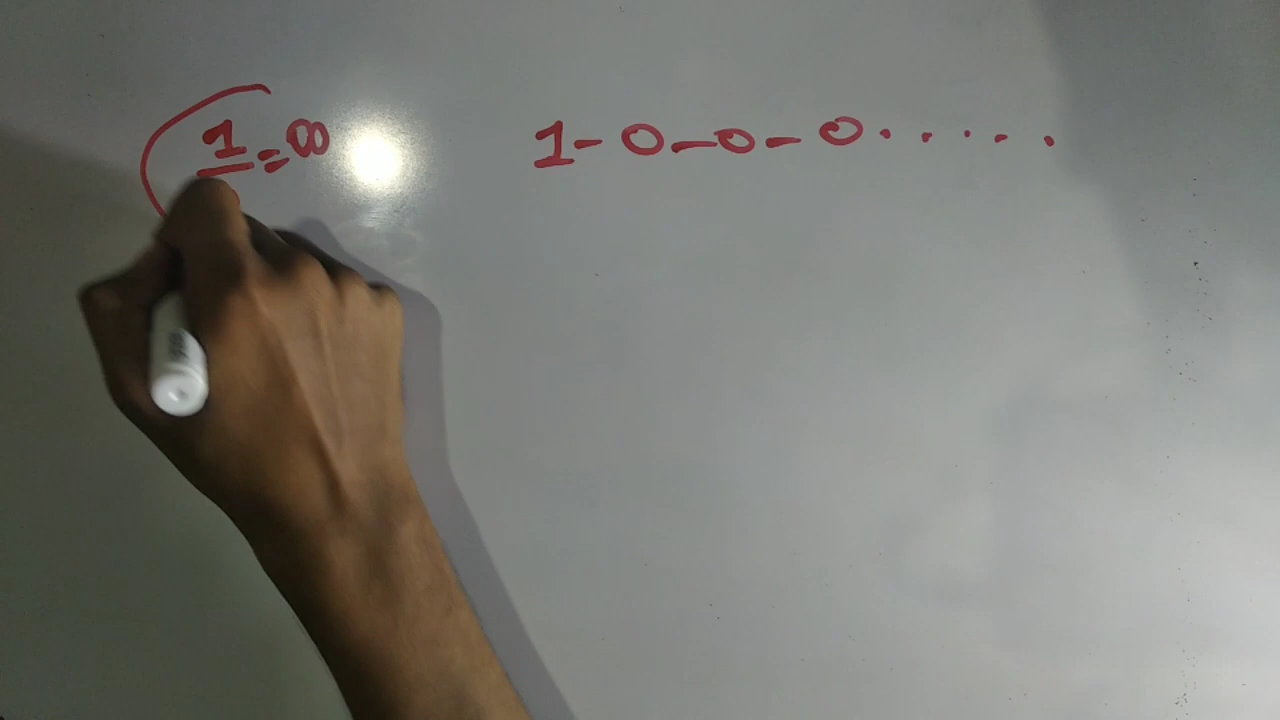 1 = ∞
1 - 0 - 0 - 0 . . . . .